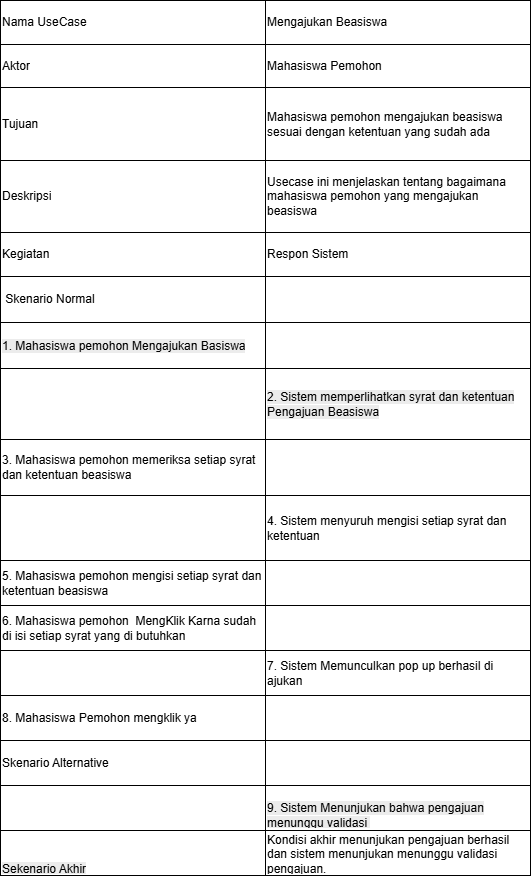 Nama UseCase
Mengajukan Beasiswa
Aktor
Mahasiswa Pemohon
Tujuan
Mahasiswa pemohon mengajukan beasiswa
sesuai dengan ketentuan yang sudah ada
Deskripsi
Usecase ini menjelaskan tentang bagaimana
mahasiswa pemohon yang mengajukan
beasiswa
Kegiatan
Respon Sistem
Skenario Normal
1. Mahasiswa pemohon Mengajukan Basiswa
2. Sistem memperlihatkan syrat dan ketentuan
Pengajuan Beasiswa
3. Mahasiswa pemohon memeriksa setiap syrat
dan ketentuan beasiswa
4. Sistem menyuruh mengisi setiap syrat dan
ketentuan
5. Mahasiswa pemohon mengisi setiap syrat dan
ketentuan beasiswa
6. Mahasiswa pemohon MengKlik Karna sudah
di isi setiap syrat yang di butuhkan
7. Sistem Memunculkan pop up berhasil di
ajukan
8. Mahasiswa Pemohon mengklik ya
Skenario Alternative
9. Sistem Menunjukan bahwa pengajuan
menunggu validasi
Sekenario Akhir
Kondisi akhir menunjukan pengajuan berhasil
dan sistem menunjukan menunggu validasi
pengajuan.